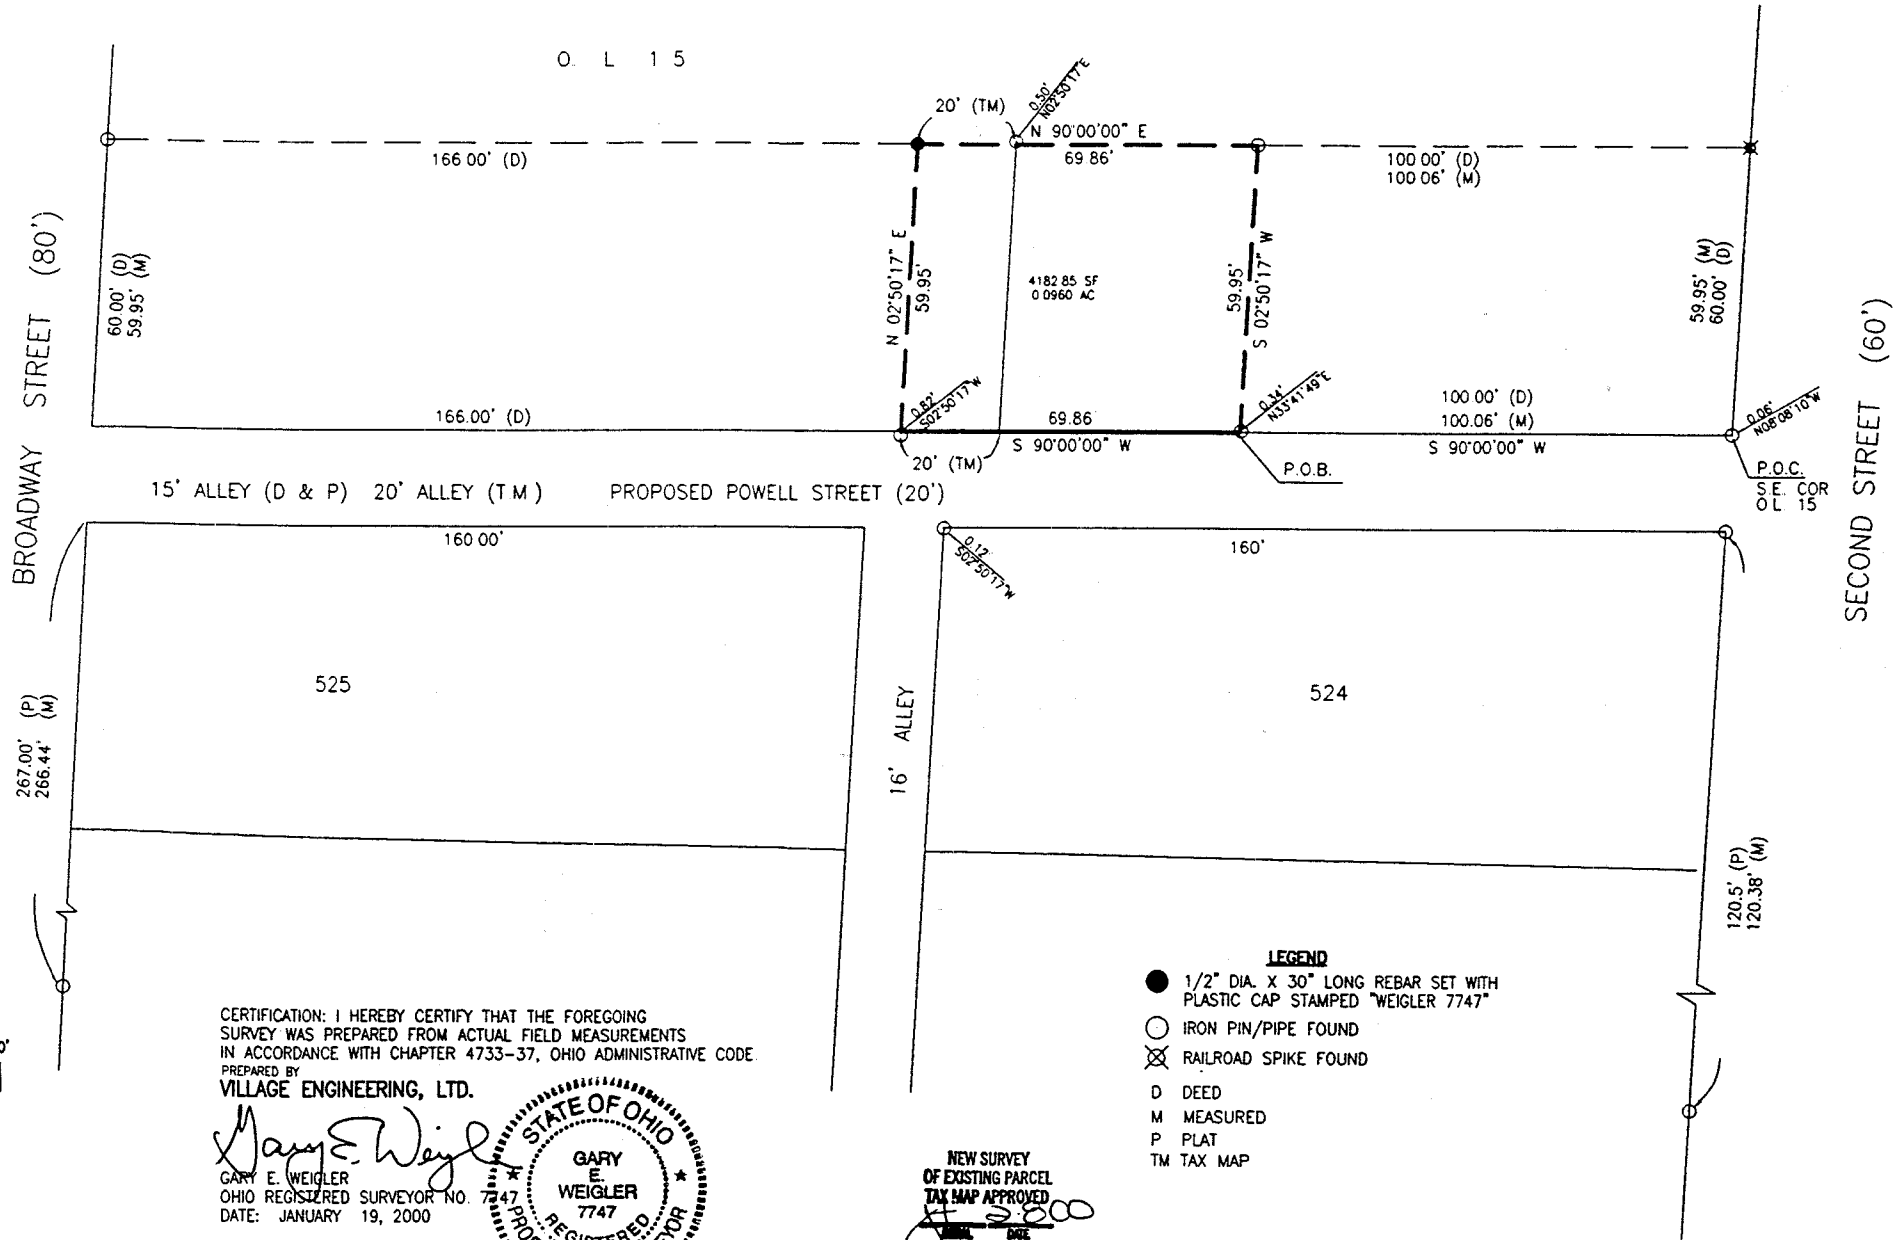 O. L 15
20' (TM)
0.50'
N02°50'17"E
N 90°00'00" E
166 00' (D)
69 86'
100 00' (D)
100 06' (M)
BROADWAY STREET (80')
60.00' (D)
59.95' (M)
N 02°50'17" E
59.95'
4182 85 SF
0 0960 AC
59.95'
S 02°50'17" W
59.95' (M)
60.00' (D)
SECOND STREET (60')
166.00' (D)
0.82'
S02°50'17"W
69.86
S 90°00'00" W
20' (TM)
0.34'
N33°41'49"E
100 00' (D)
100.06' (M)
S 90°00'00" W
0.06'
N08°08'10"W
P.O.B.
P.O.C.
S.E. COR
O L. 15
15' ALLEY (D & P) 20' ALLEY (T M ) PROPOSED POWELL STREET (20')
160 00'
0.12'
S02°50'17"W
160'
525
524
16' ALLEY
267.00' (P)
266.44' (M)
120.5' (P)
120.38' (M)
LEGEND
1/2" DIA. X 30" LONG REBAR SET WITH
PLASTIC CAP STAMPED "WEIGLER 7747"
IRON PIN/PIPE FOUND
RAILROAD SPIKE FOUND
D DEED
M MEASURED
P PLAT
TM TAX MAP
CERTIFICATION: I HEREBY CERTIFY THAT THE FOREGOING
SURVEY WAS PREPARED FROM ACTUAL FIELD MEASUREMENTS
IN ACCORDANCE WITH CHAPTER 4733-37, OHIO ADMINISTRATIVE CODE.
PREPARED BY
VILLAGE ENGINEERING, LTD.
Gary E. Weigler
GARY E. WEIGLER
OHIO REGISTERED SURVEYOR NO. 7747
DATE: JANUARY 19, 2000
STATE OF OHIO
GARY
E.
WEIGLER
7747
REGISTERED
NEW SURVEY
OF EXISTING PARCEL
TAX MAP APPROVED
DATE